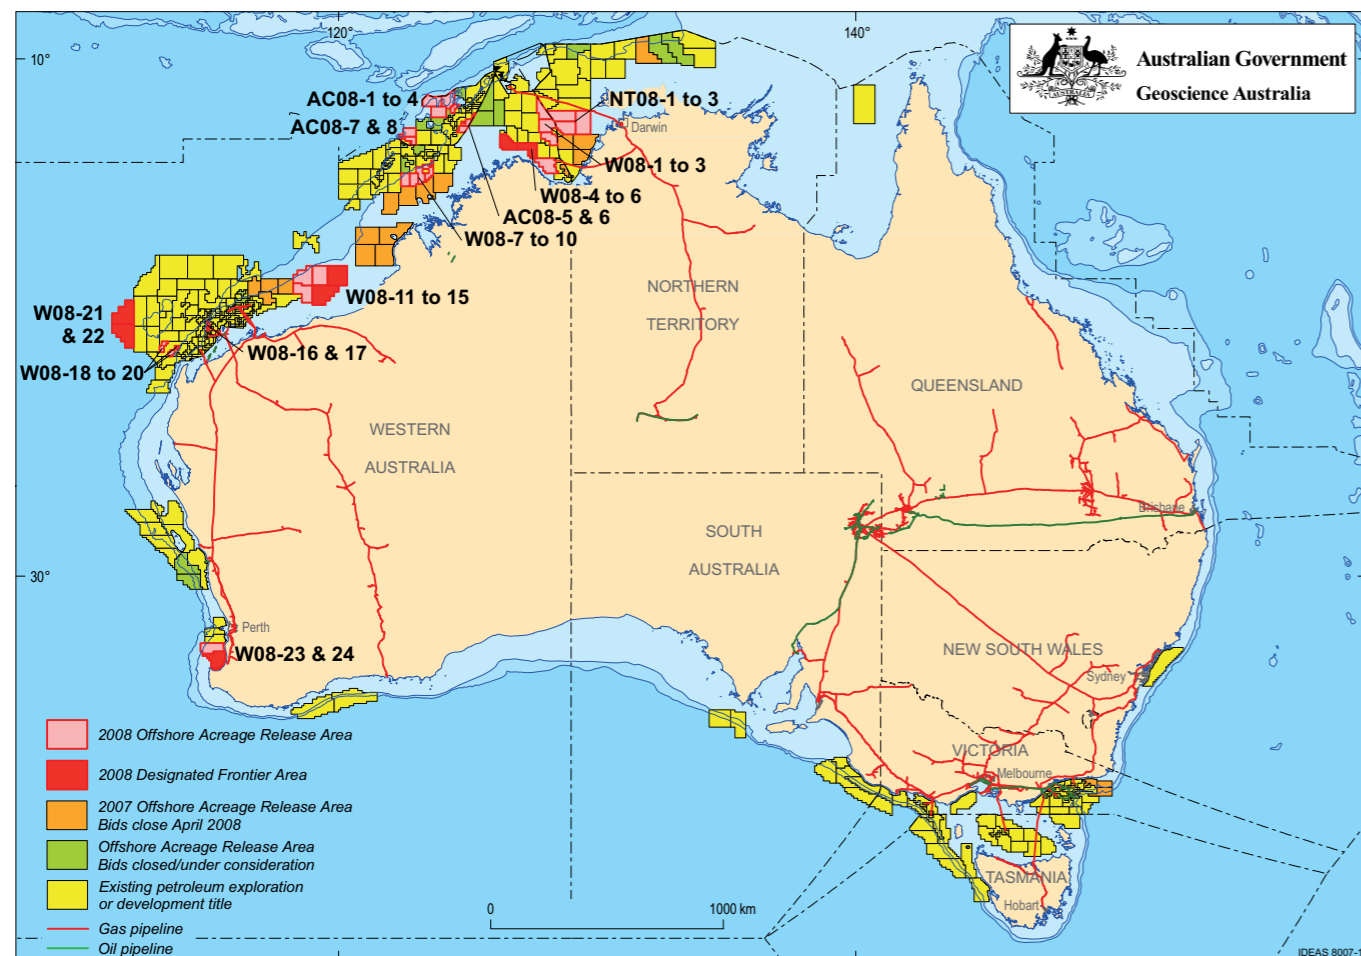 120°
140°
10°
30°
Australian Government
Geoscience Australia
AUSTRALIA
AC08-1 to 4
AC08-7 & 8
NT08-1 to 3
Darwin
W08-1 to 3
W08-4 to 6
AC08-5 & 6
W08-7 to 10
W08-11 to 15
W08-21
& 22
W08-16 & 17
W08-18 to 20
NORTHERN
TERRITORY
QUEENSLAND
WESTERN
AUSTRALIA
Brisbane
SOUTH
AUSTRALIA
Perth
W08-23 & 24
NEW SOUTH WALES
Sydney
VICTORIA
Melbourne
TASMANIA
Hobart
2008 Offshore Acreage Release Area
2008 Designated Frontier Area
2007 Offshore Acreage Release Area
Bids close April 2008
Offshore Acreage Release Area
Bids closed/under consideration
Existing petroleum exploration
or development title
Gas pipeline
Oil pipeline
0
1000 km
IDEAS 8007-1